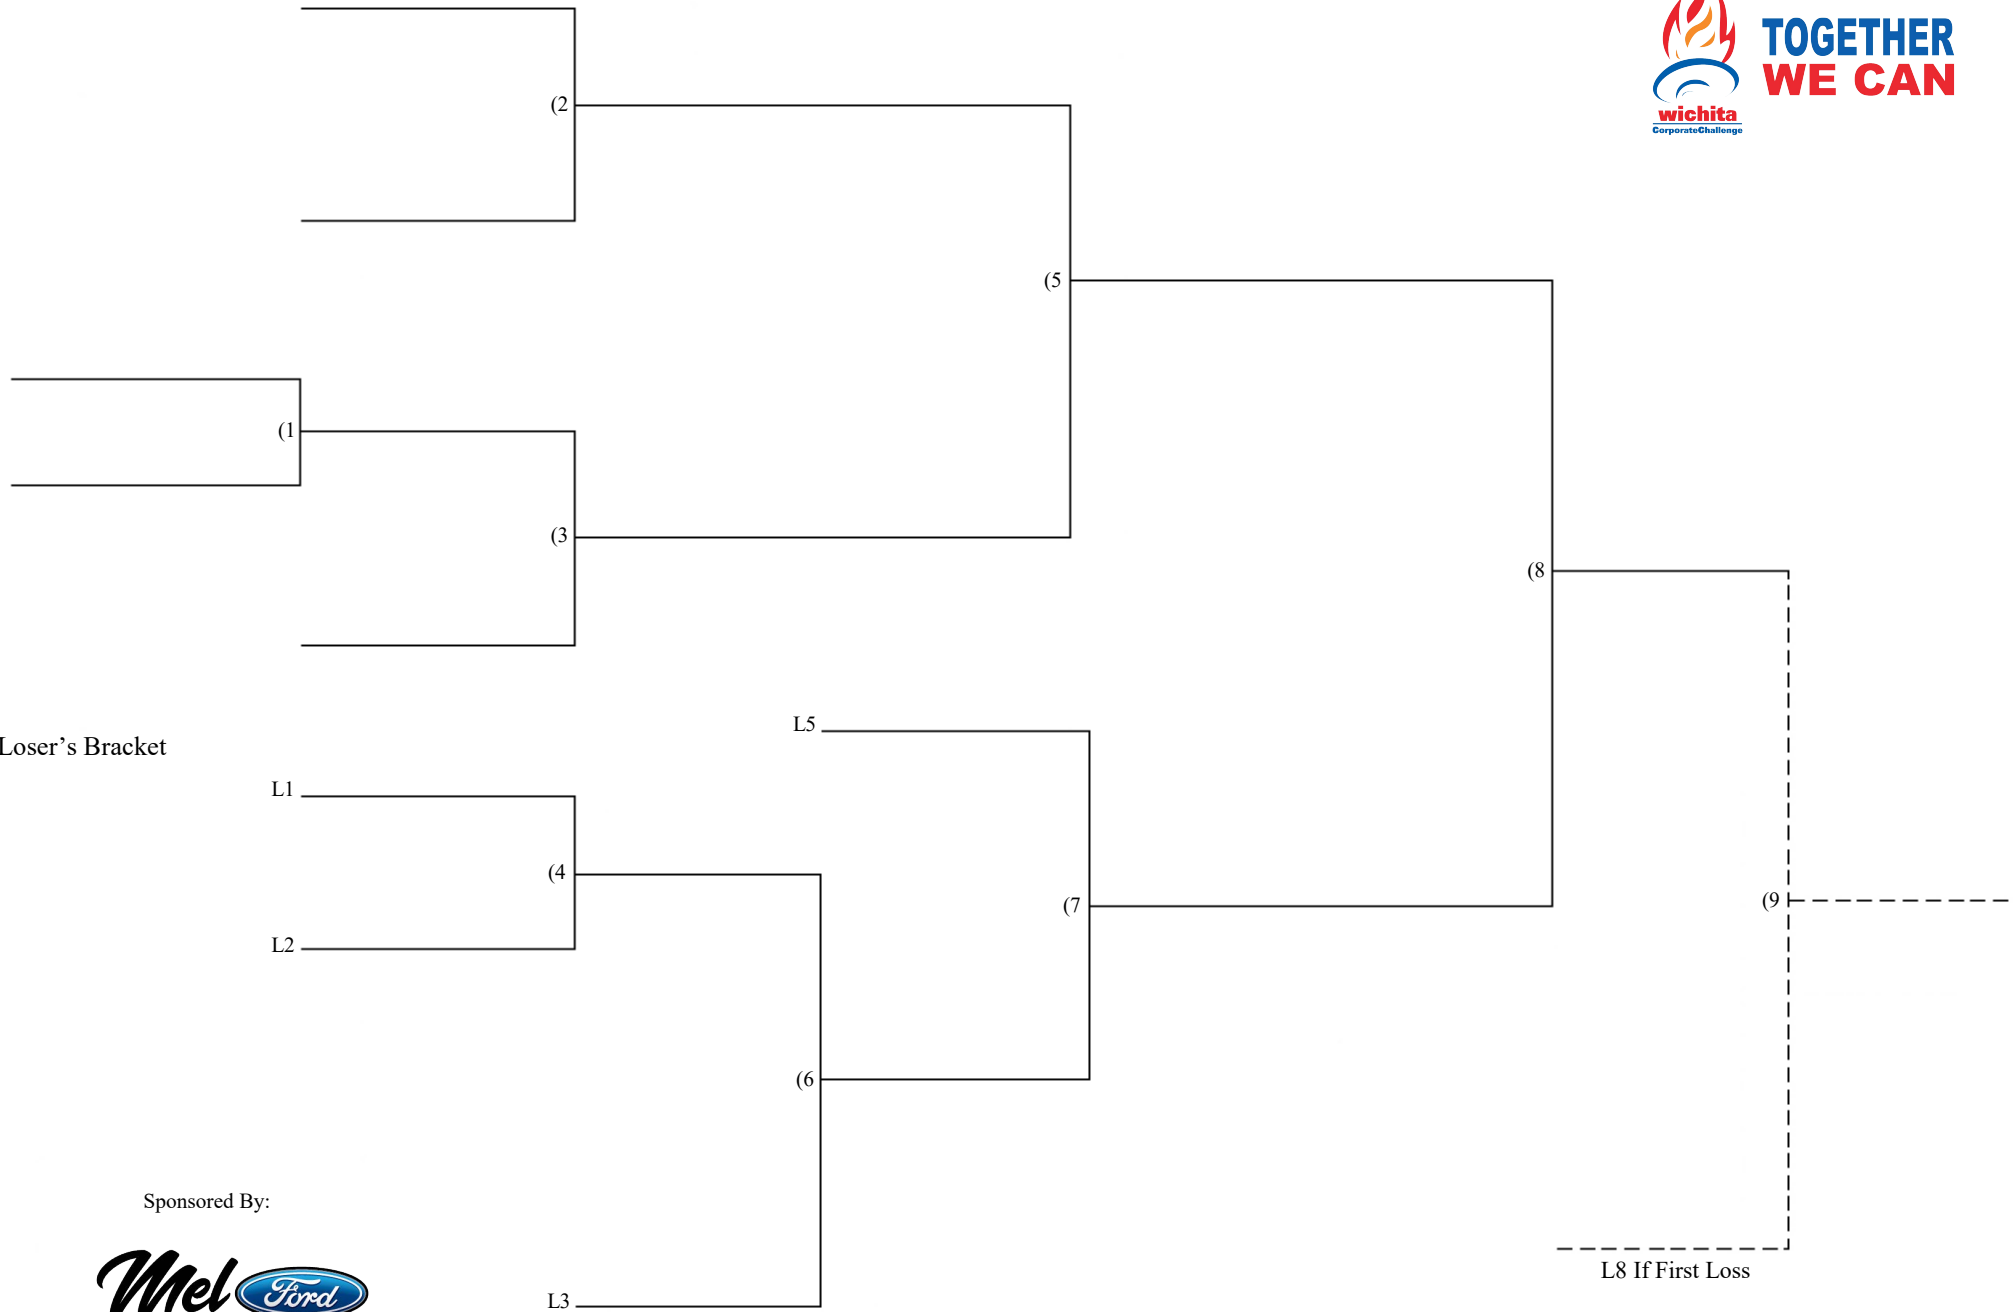 TOGETHER
WE CAN
wichita
CorporateChallenge
(2
(5
(1
(3
(8
L5
Loser’s Bracket
L1
(4
(7
(9
L2
(6
Sponsored By:
Mel Ford
L8 If First Loss
L3